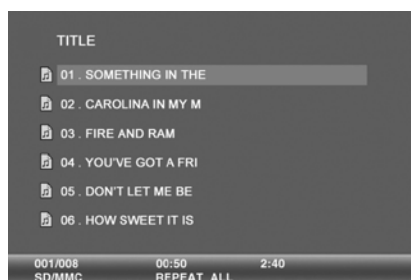 TITLE
01 . SOMETHING IN THE
02 . CAROLINA IN MY M
03 . FIRE AND RAM
04 . YOU'VE GOT A FRI
05 . DON'T LET ME BE
06 . HOW SWEET IT IS
001/008 00:50 2:40
SD/MMC REPEAT ALL